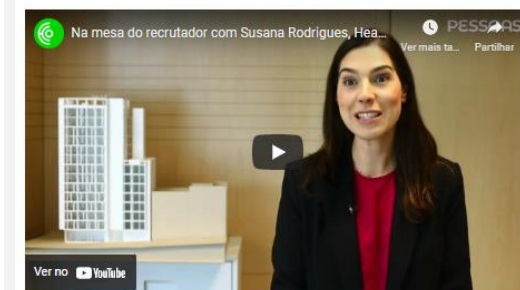 Na mesa do recrutador com Susana Rodrigues, Hea...
PESSOAS
Ver mais ta...
Partilhar
Ver no YouTube